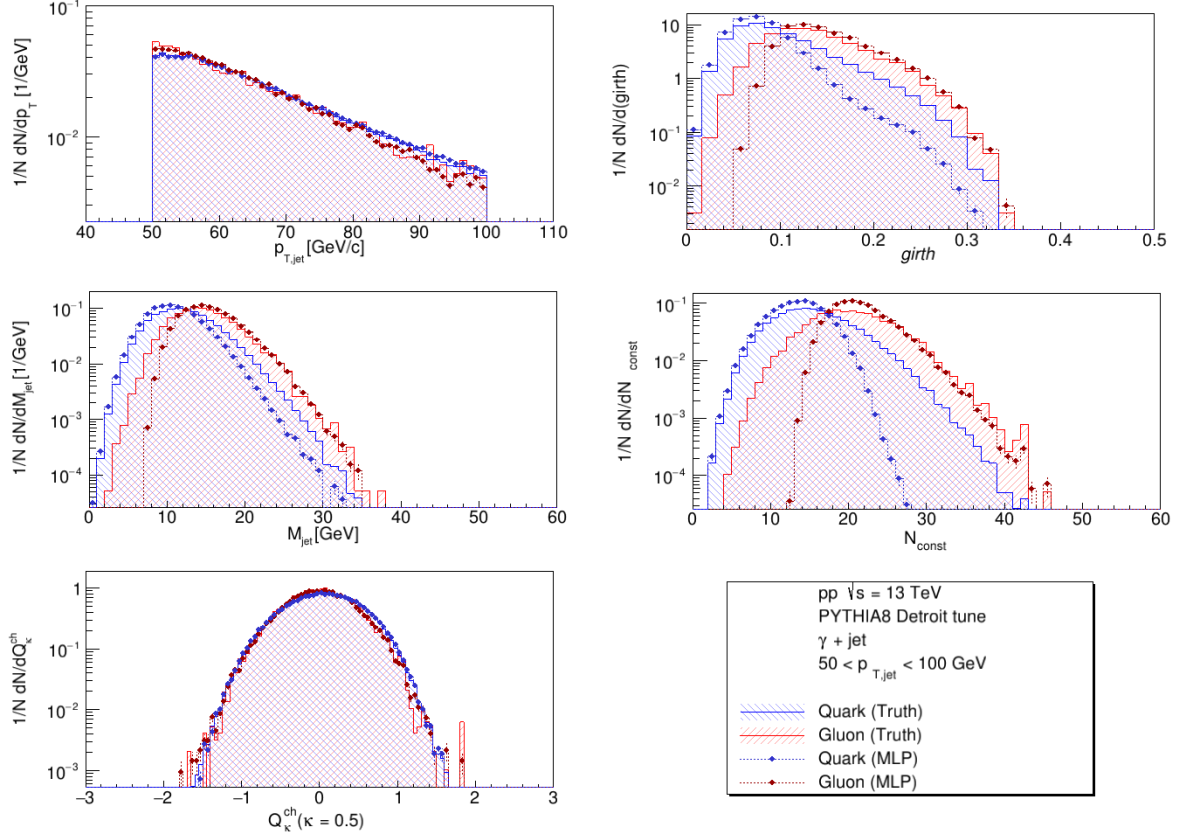 10⁻¹
10⁻²
1/N dN/dp_T [1/GeV]
40 50 60 70 80 90 100 110
p_T,jet [GeV/c]
10
1
10⁻¹
10⁻²
1/N dN/d(girth)
0 0.1 0.2 0.3 0.4 0.5
girth
10⁻¹
10⁻²
10⁻³
10⁻⁴
1/N dN/dM_jet [1/GeV]
0 10 20 30 40 50 60
M_jet [GeV]
10⁻¹
10⁻²
10⁻³
10⁻⁴
1/N dN/dN_const
0 10 20 30 40 50 60
N_const
1
10⁻¹
10⁻²
10⁻³
1/N dN/dQ_κ^ch
−3 −2 −1 0 1 2 3
Q_κ^ch (κ = 0.5)
pp √s = 13 TeV
PYTHIA8 Detroit tune
γ + jet
50 < p_T,jet < 100 GeV
Quark (Truth)
Gluon (Truth)
Quark (MLP)
Gluon (MLP)